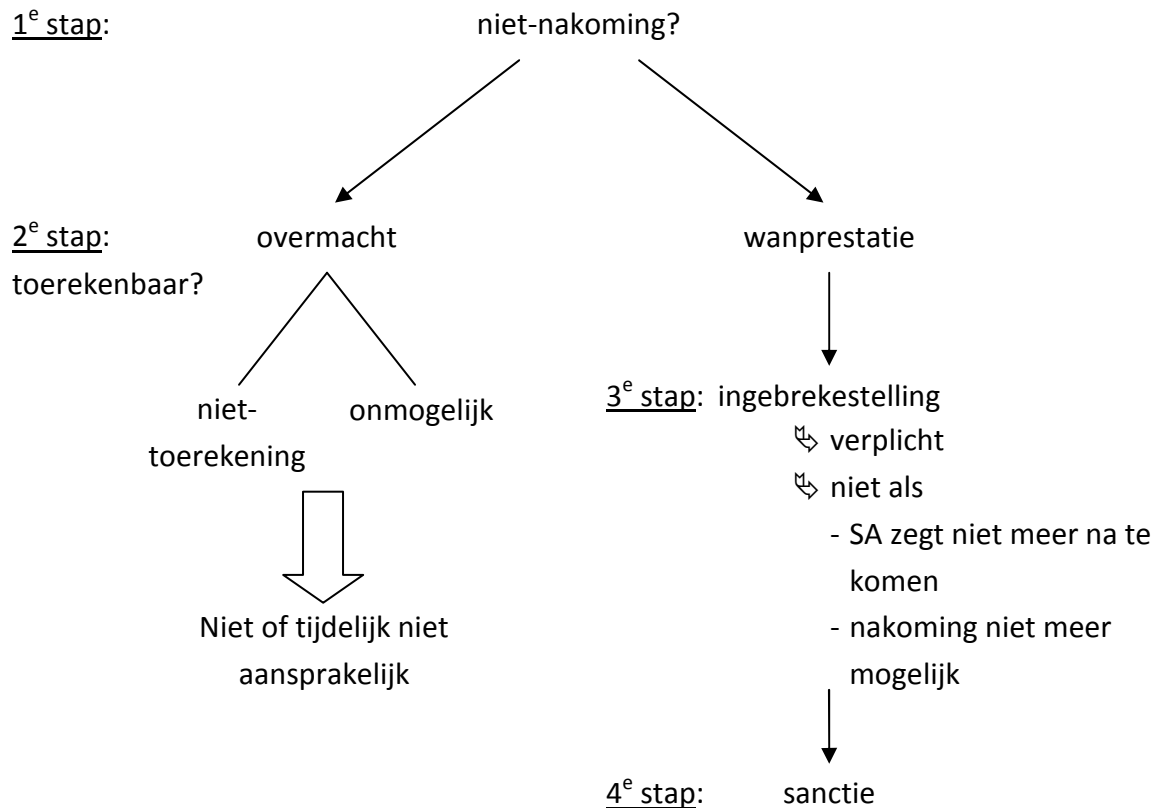 1e stap: niet-nakoming?
2e stap: overmacht wanprestatie
toerekenbaar?
niet-
toerekening
onmogelijk
Niet of tijdelijk niet
aansprakelijk
3e stap: ingebrekestelling
verplicht
niet als
- SA zegt niet meer na te
komen
- nakoming niet meer
mogelijk
4e stap: sanctie